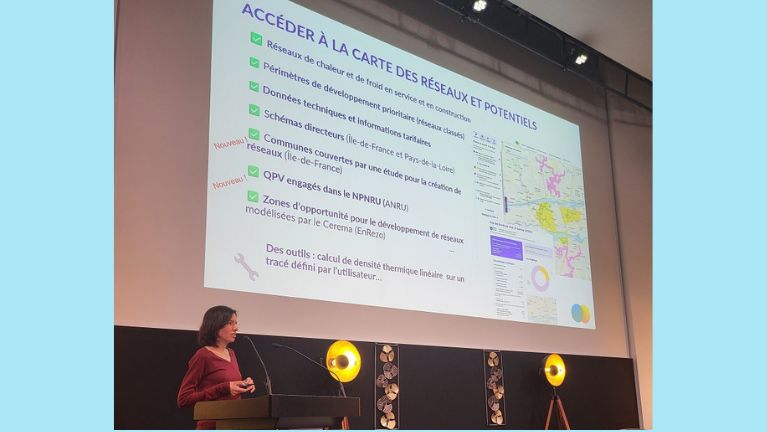 ACCÉDER À LA CARTE DES RÉSEAUX ET POTENTIELS
Réseaux de chaleur et de froid en service et en construction
Périmètres de développement prioritaire (réseaux classés)
Données techniques et informations tarifaires
Schémas directeurs (Île-de-France et Pays-de-la-Loire)
Nouveau !
Communes couvertes par une étude pour la création de
réseaux (Île-de-France)
QPV engagés dans le NPNRU (ANRU)
Nouveau !
Zones d'opportunité pour le développement de réseaux
modélisées par le Cerema (EnRezo)
...
Des outils : calcul de densité thermique linéaire sur un
tracé défini par l'utilisateur...